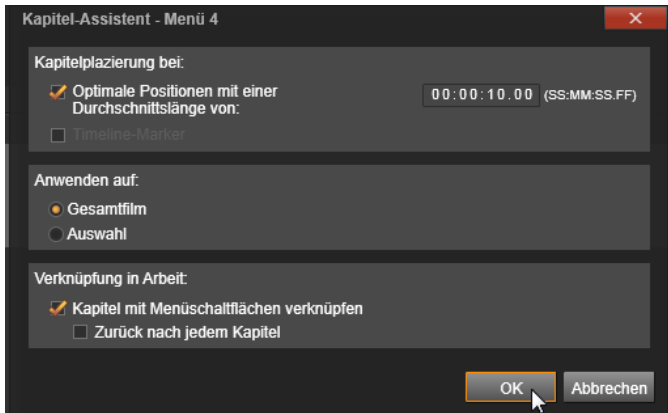 Kapitel-Assistent - Menü 4
Kapitelplazierung bei:
Optimale Positionen mit einer
Durchschnittslänge von:
00:00:10.00 (SS:MM:SS.FF)
Timeline-Marker
Anwenden auf:
Gesamtfilm
Auswahl
Verknüpfung in Arbeit:
Kapitel mit Menüschaltflächen verknüpfen
Zurück nach jedem Kapitel
OK Abbrechen